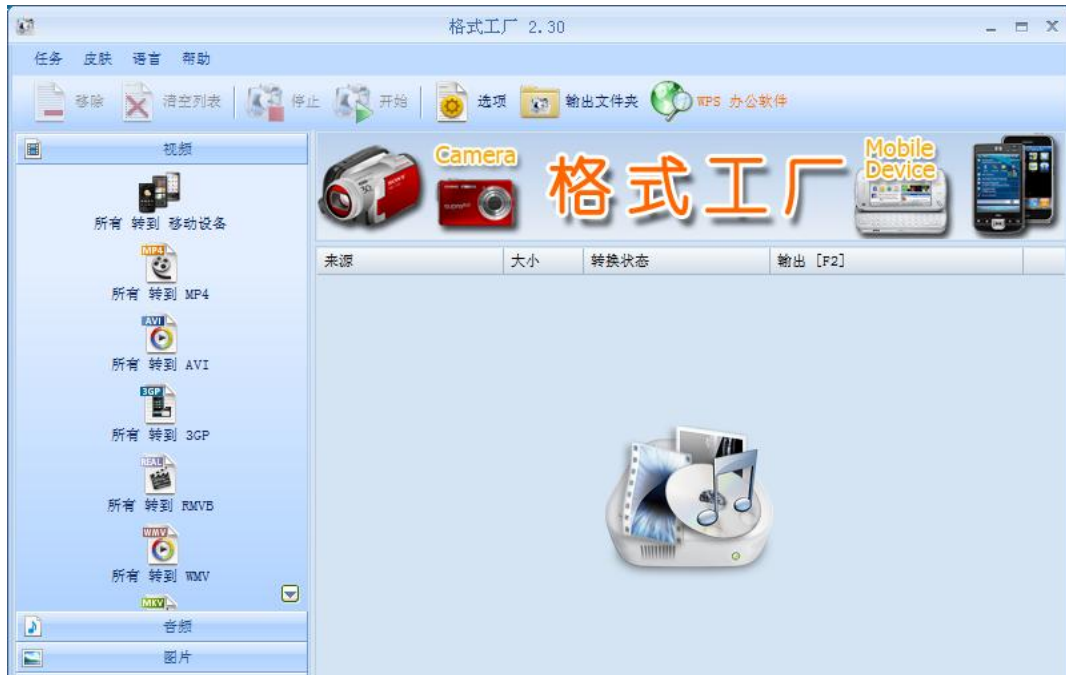 格式工厂 2.30
任务 皮肤 语言 帮助
移除 清空列表 停止 开始 选项 输出文件夹 WPS 办公软件
视频
所有 转到 移动设备
MP4
所有 转到 MP4
AVI
所有 转到 AVI
3GP
所有 转到 3GP
REAL
所有 转到 RMVB
WMV
所有 转到 WMV
MKV
音频
图片
Camera
格式工厂
Mobile
Device
来源 大小 转换状态 输出 [F2]